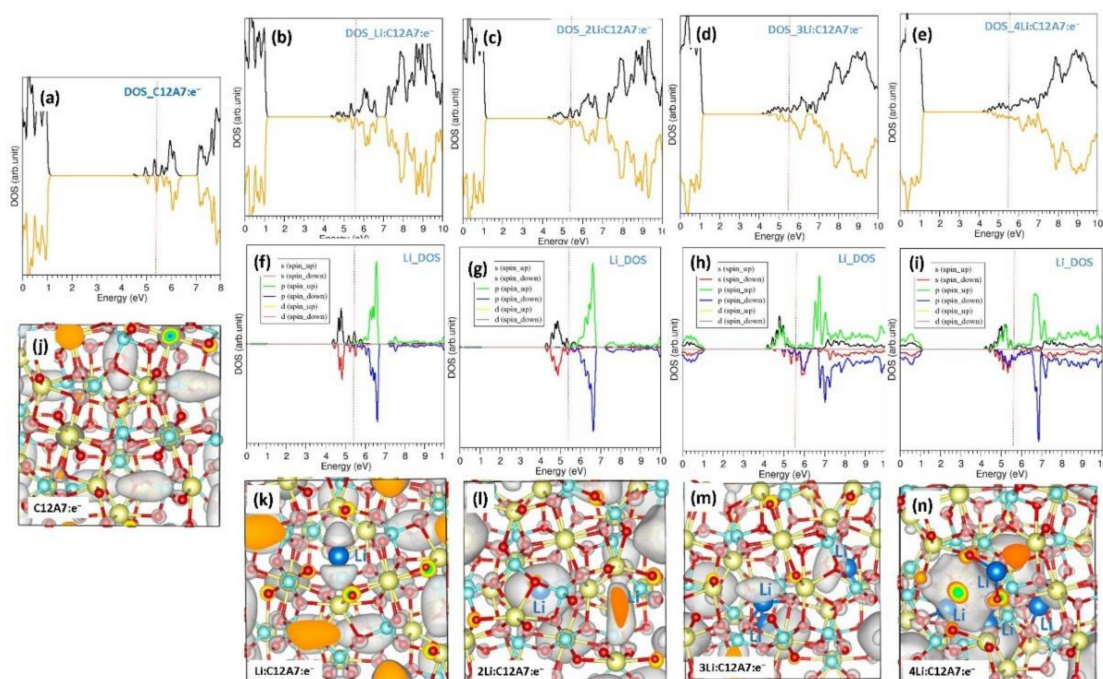 (a)
DOS_C12A7:e⁻
DOS (arb.unit)
0 1 2 3 4 5 6 7 8
Energy (eV)
(b)
DOS_Li:C12A7:e⁻
DOS (arb.unit)
0 1 2 3 4 5 6 7 8 9 10
Energy (eV)
(c)
DOS_2Li:C12A7:e⁻
DOS (arb.unit)
0 1 2 3 4 5 6 7 8 9 10
Energy (eV)
(d)
DOS_3Li:C12A7:e⁻
DOS (arb.unit)
0 1 2 3 4 5 6 7 8 9 10
Energy (eV)
(e)
DOS_4Li:C12A7:e⁻
DOS (arb.unit)
0 1 2 3 4 5 6 7 8 9 10
Energy (eV)
(f)
Li_DOS
s (spin_up)
s (spin_down)
p (spin_up)
p (spin_down)
d (spin_up)
d (spin_down)
DOS (arb.unit)
0 1 2 3 4 5 6 7 8 9 1
Energy (eV)
(g)
Li_DOS
s (spin_up)
s (spin_down)
p (spin_up)
p (spin_down)
d (spin_up)
d (spin_down)
DOS (arb.unit)
0 1 2 3 4 5 6 7 8 9 10
Energy (eV)
(h)
Li_DOS
s (spin_up)
s (spin_down)
p (spin_up)
p (spin_down)
d (spin_up)
d (spin_down)
DOS (arb.unit)
0 1 2 3 4 5 6 7 8 9 1
Energy (eV)
(i)
Li_DOS
s (spin_up)
s (spin_down)
p (spin_up)
p (spin_down)
d (spin_up)
d (spin_down)
DOS (arb.unit)
0 1 2 3 4 5 6 7 8 9 10
Energy (eV)
(j)
C12A7:e⁻
(k)
Li
Li:C12A7:e⁻
(l)
Li
Li
2Li:C12A7:e⁻
(m)
Li
Li
Li
3Li:C12A7:e⁻
(n)
Li
Li
Li
Li
4Li:C12A7:e⁻